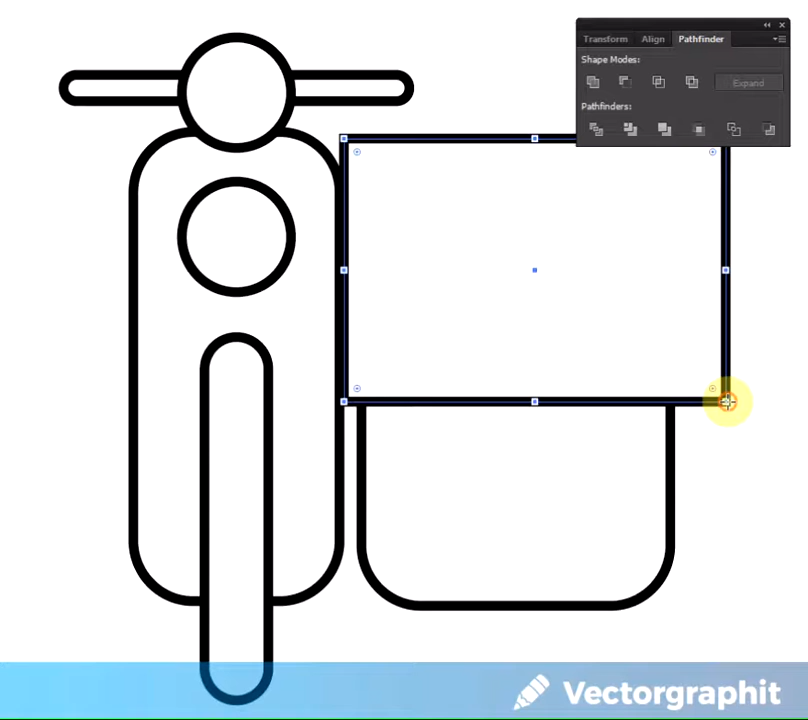 Transform Align Pathfinder
Shape Modes:
Expand
Pathfinders:
Vectorgraphit